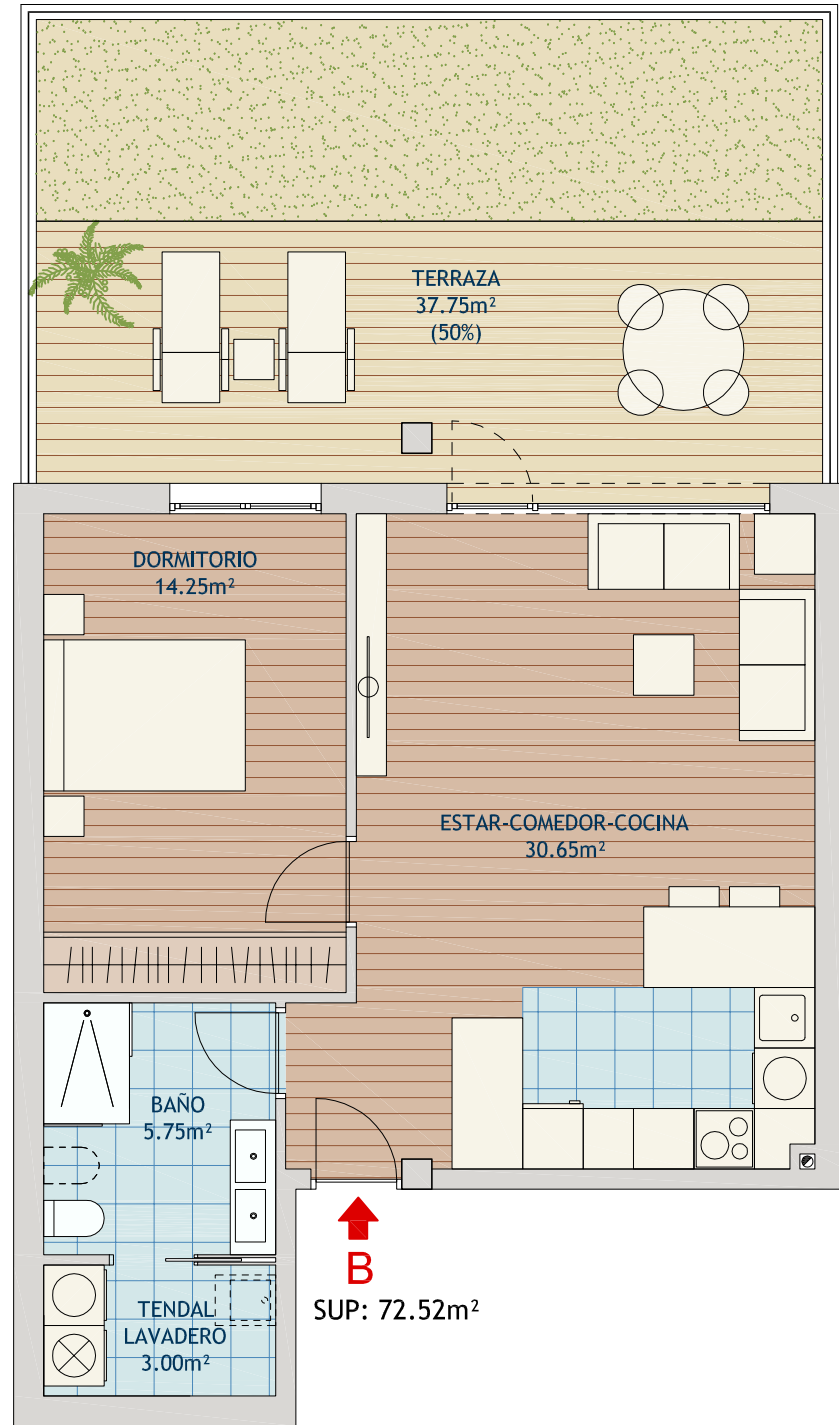 TERRAZA
37.75m²
(50%)
DORMITORIO
14.25m²
ESTAR-COMEDOR-COCINA
30.65m²
BAÑO
5.75m²
TENDAL
LAVADERO
3.00m²
B
SUP: 72.52m²